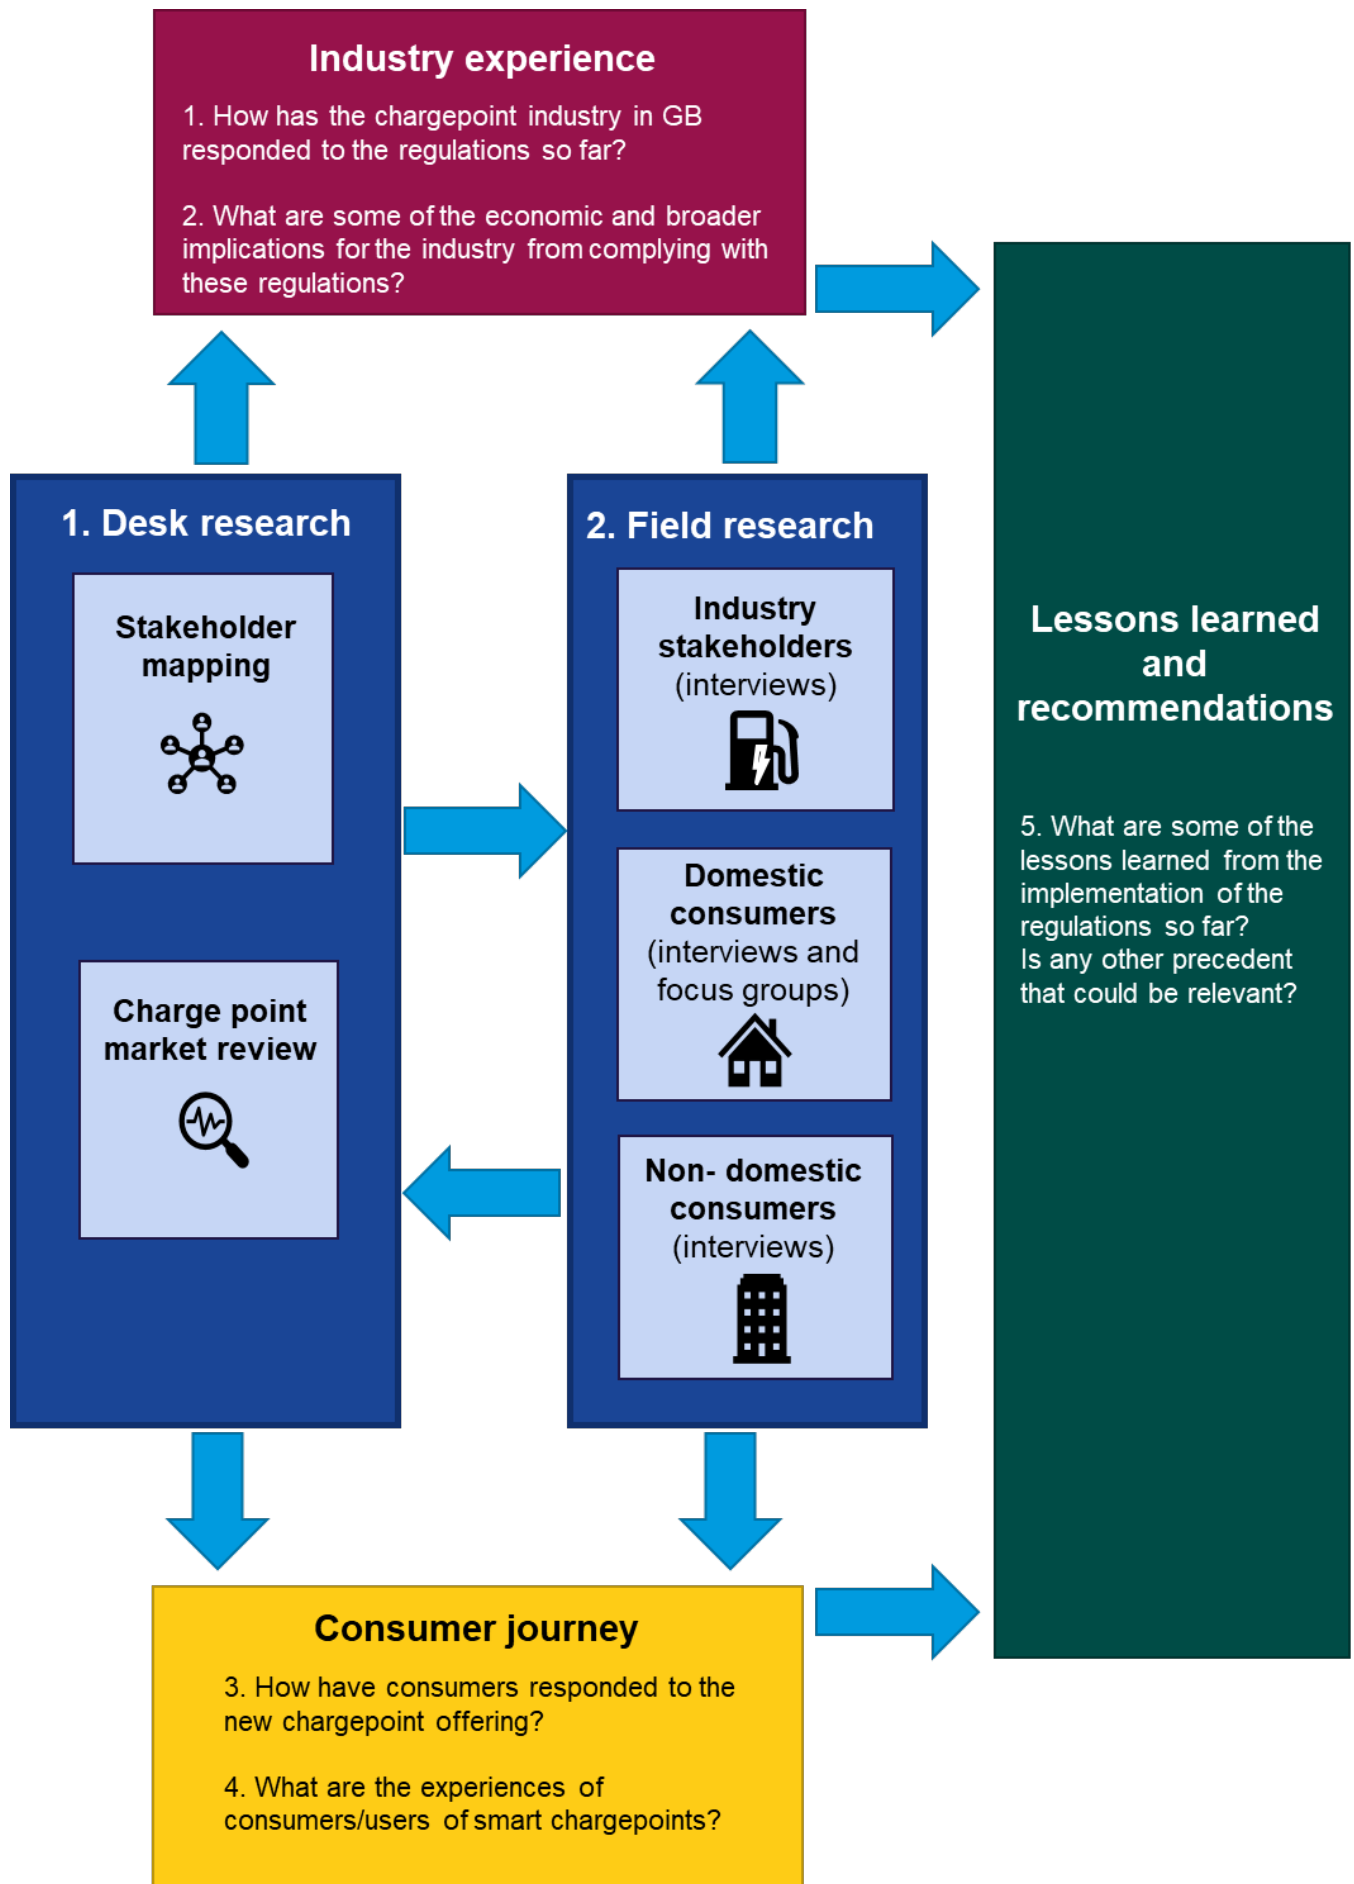 Industry experience
1. How has the chargepoint industry in GB
responded to the regulations so far?
2. What are some of the economic and broader
implications for the industry from complying with
these regulations?
1. Desk research
Stakeholder
mapping
Charge point
market review
2. Field research
Industry
stakeholders
(interviews)
Domestic
consumers
(interviews and
focus groups)
Non- domestic
consumers
(interviews)
Lessons learned
and
recommendations
5. What are some of the
lessons learned from the
implementation of the
regulations so far?
Is any other precedent
that could be relevant?
Consumer journey
3. How have consumers responded to the
new chargepoint offering?
4. What are the experiences of
consumers/users of smart chargepoints?